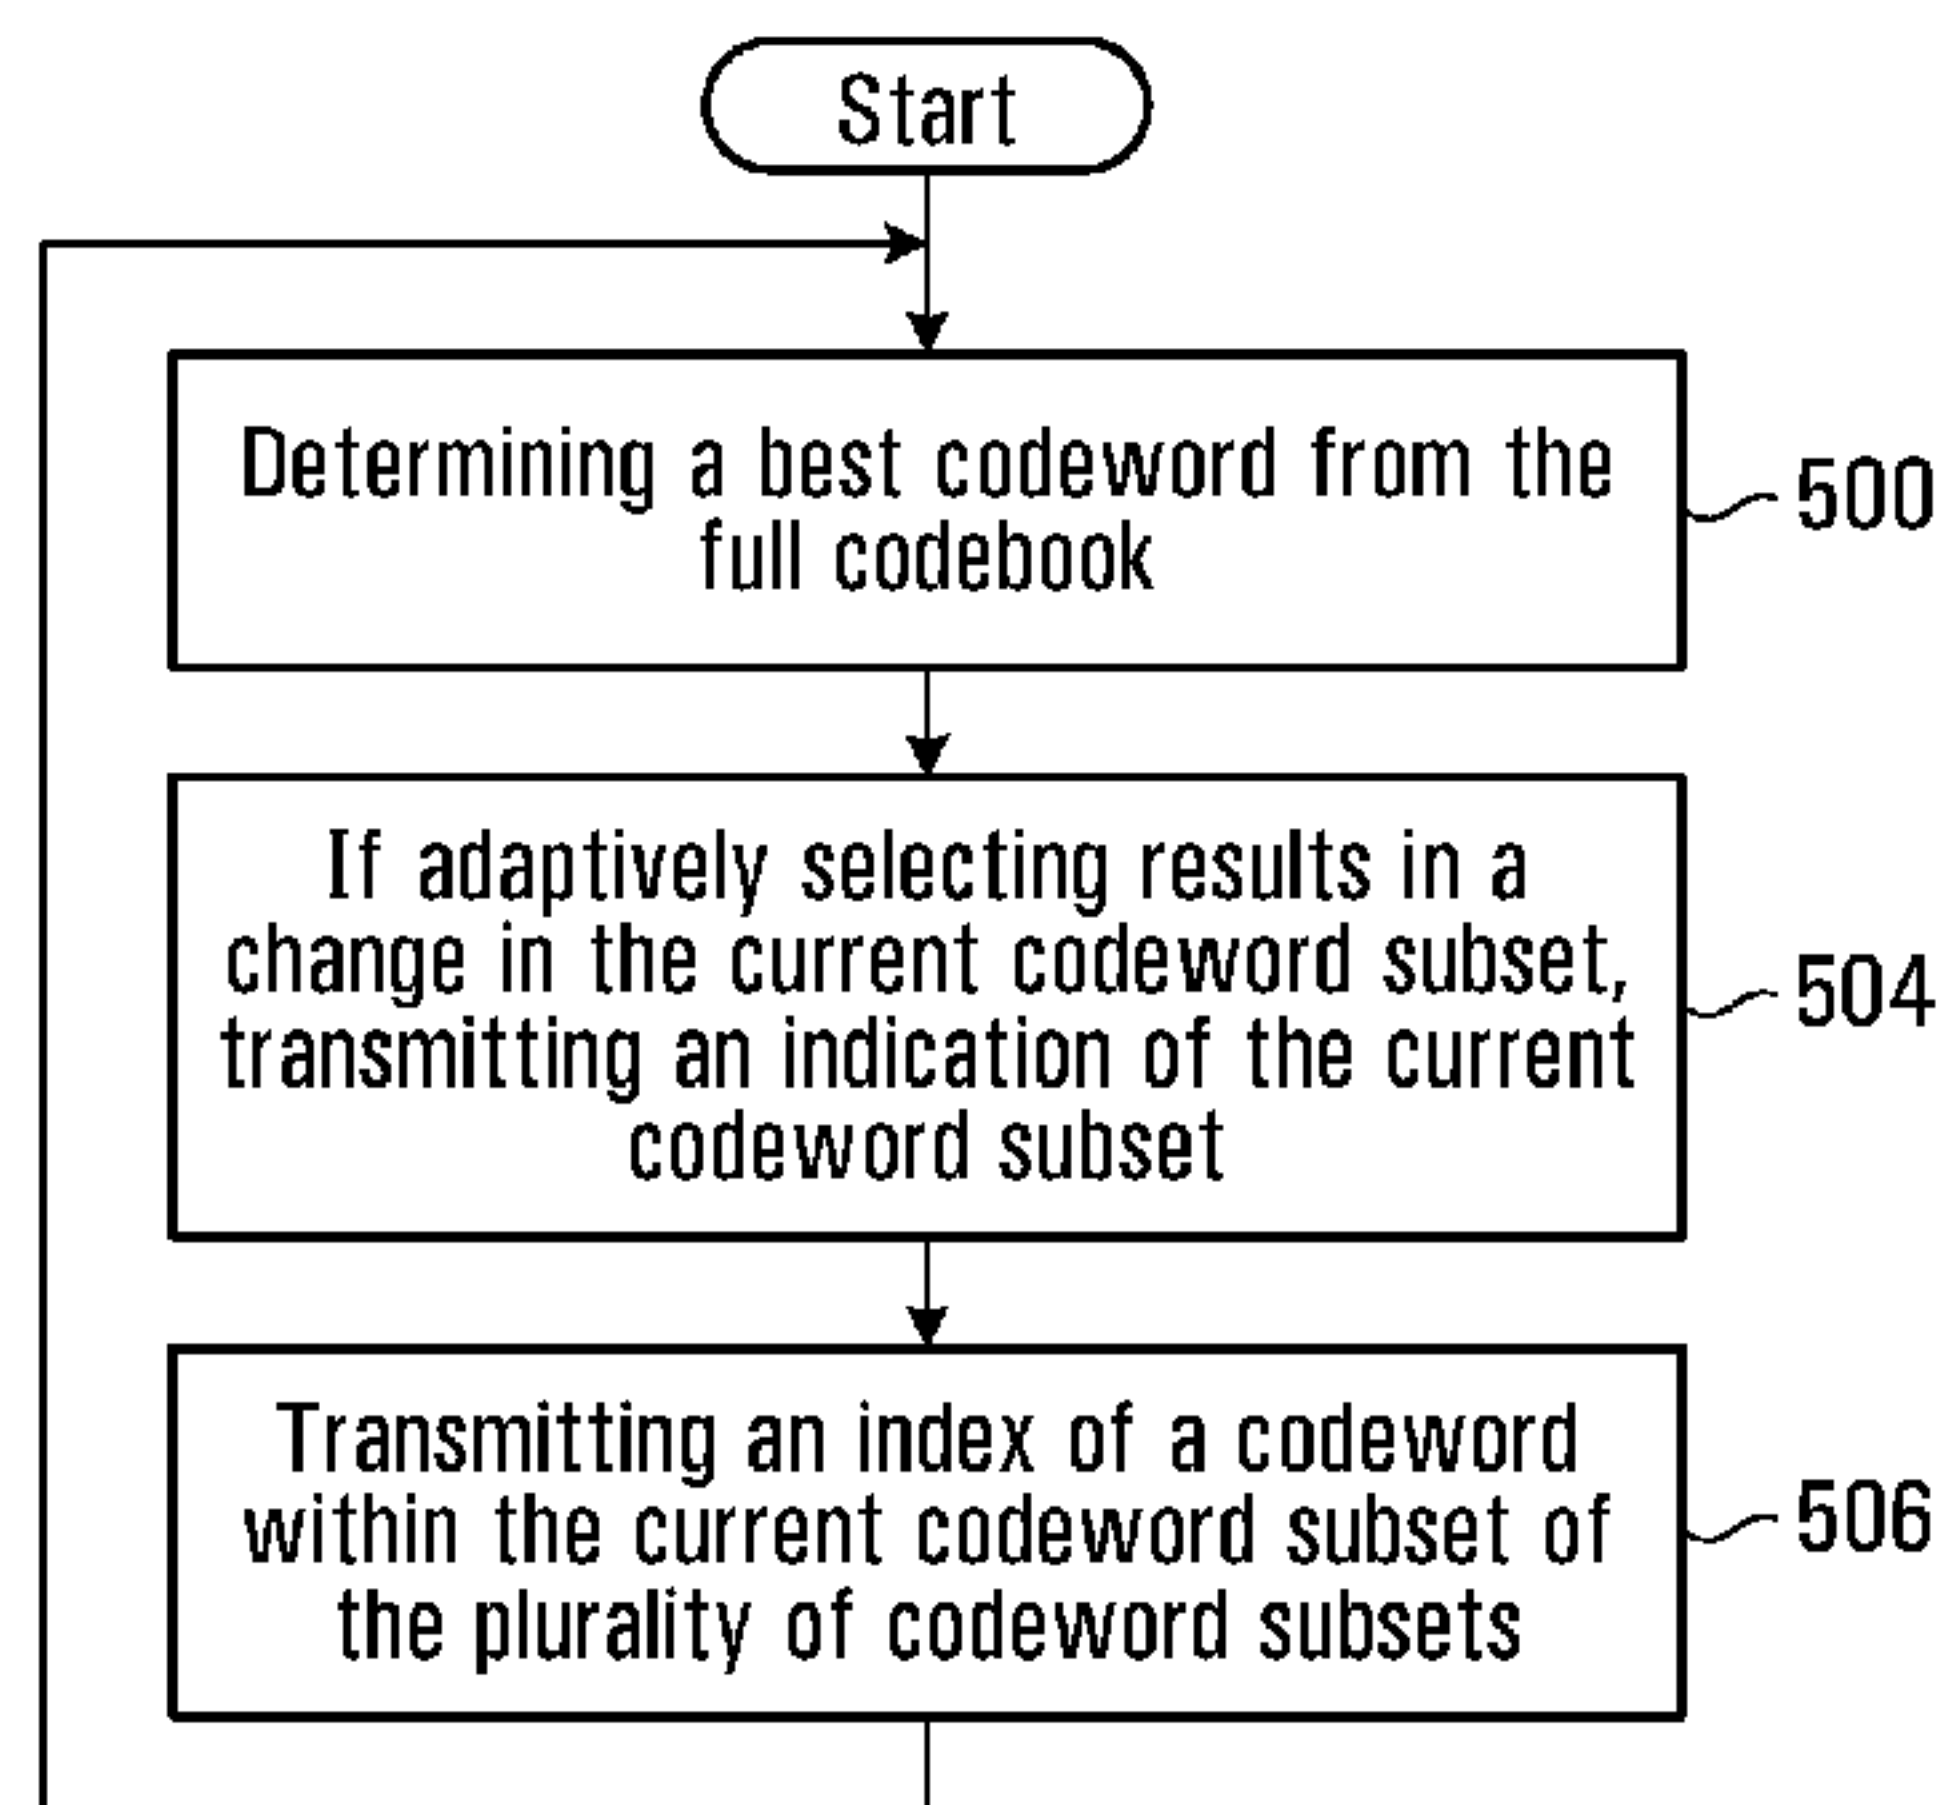 Start
Determining a best codeword from the
full codebook
500
If adaptively selecting results in a
change in the current codeword subset,
transmitting an indication of the current
codeword subset
504
Transmitting an index of a codeword
within the current codeword subset of
the plurality of codeword subsets
506